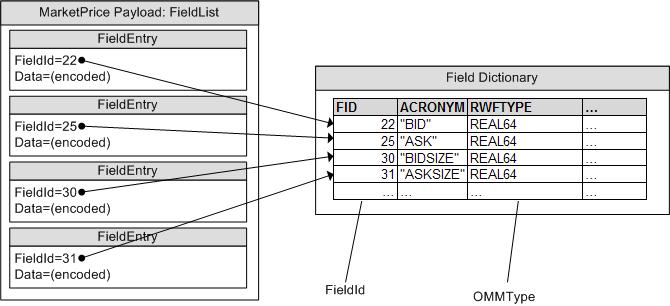 MarketPrice Payload: FieldList
FieldEntry
FieldId=22
Data=(encoded)
FieldEntry
FieldId=25
Data=(encoded)
FieldEntry
FieldId=30
Data=(encoded)
FieldEntry
FieldId=31
Data=(encoded)
Field Dictionary
FID ACRONYM RWFTYPE ...
22 "BID" REAL64 ...
25 "ASK" REAL64 ...
30 "BIDSIZE" REAL64 ...
31 "ASKSIZE" REAL64 ...
... ... ... ...
FieldId
OMMType